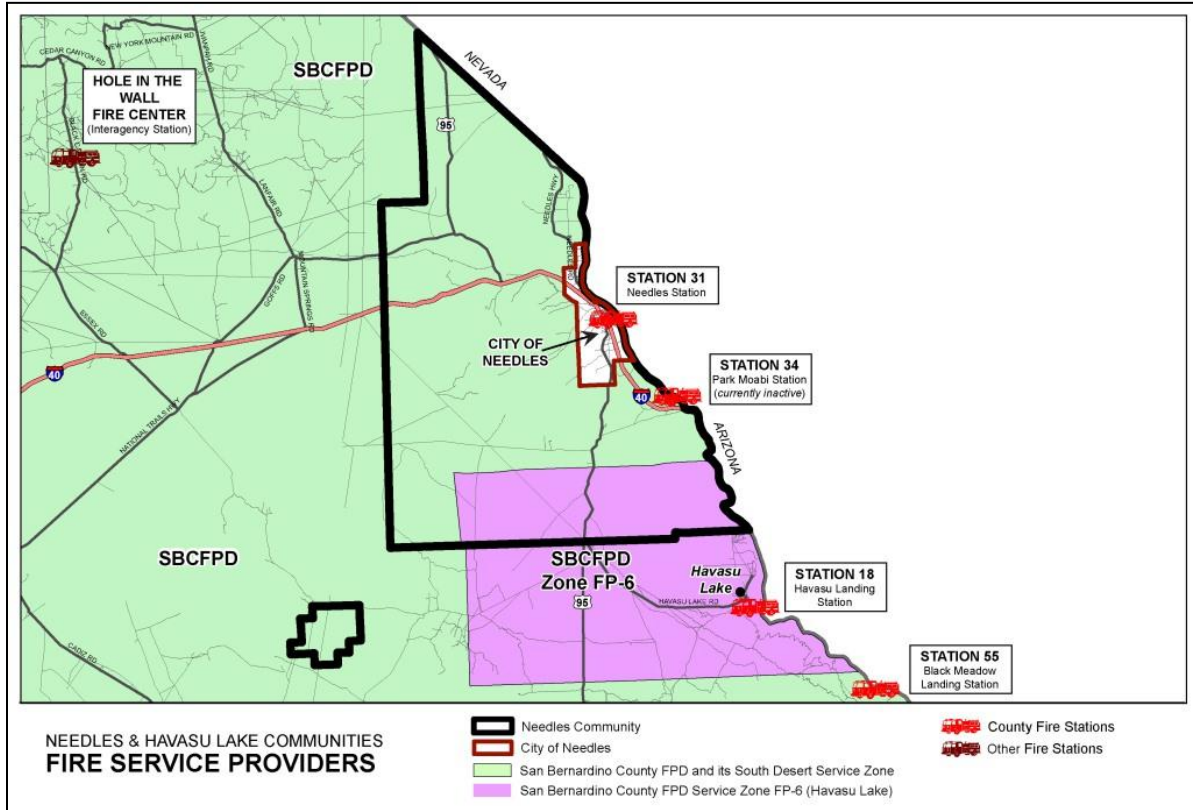 CEDAR CANYON RD
NEW YORK MOUNTAIN RD
IVANPAH RD
HOLE IN THE
WALL
FIRE CENTER
(Interagency Station)
SBCFPD
NEVADA
95
LANFAIR RD
NEEDLES HWY
STATION 31
Needles Station
CITY OF
NEEDLES
ESSEX RD
GOFFS RD
MOUNTAIN SPRINGS RD
40
NATIONAL TRAILS HWY
STATION 34
Park Moabi Station
(currently inactive)
40
ARIZONA
SBCFPD
SBCFPD
Zone FP-6
95
Havasu
Lake
HAVASU LAKE RD
STATION 18
Havasu Landing
Station
CADIZ RD
STATION 55
Black Meadow
Landing Station
NEEDLES & HAVASU LAKE COMMUNITIES
FIRE SERVICE PROVIDERS
Needles Community
City of Needles
San Bernardino County FPD and its South Desert Service Zone
San Bernardino County FPD Service Zone FP-6 (Havasu Lake)
County Fire Stations
Other Fire Stations